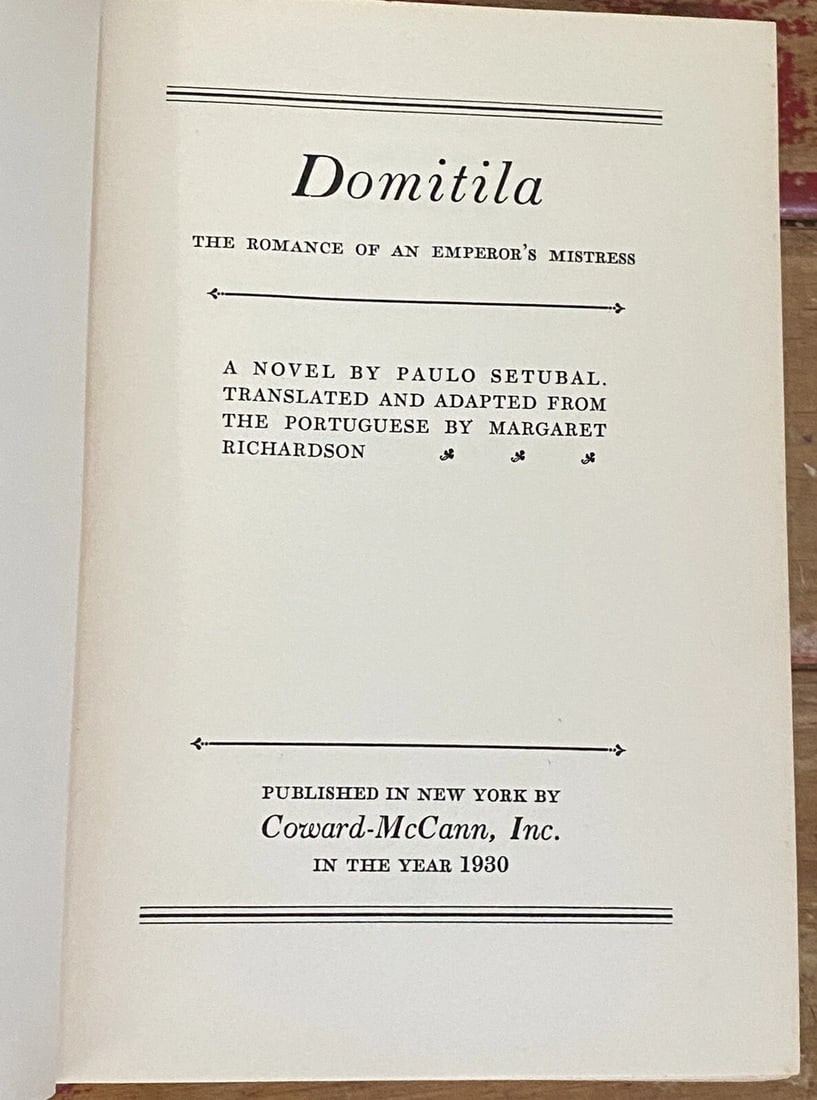 Domitila
THE ROMANCE OF AN EMPEROR'S MISTRESS
A NOVEL BY PAULO SETUBAL.
TRANSLATED AND ADAPTED FROM
THE PORTUGUESE BY MARGARET
RICHARDSON
PUBLISHED IN NEW YORK BY
Coward-McCann, Inc.
IN THE YEAR 1930